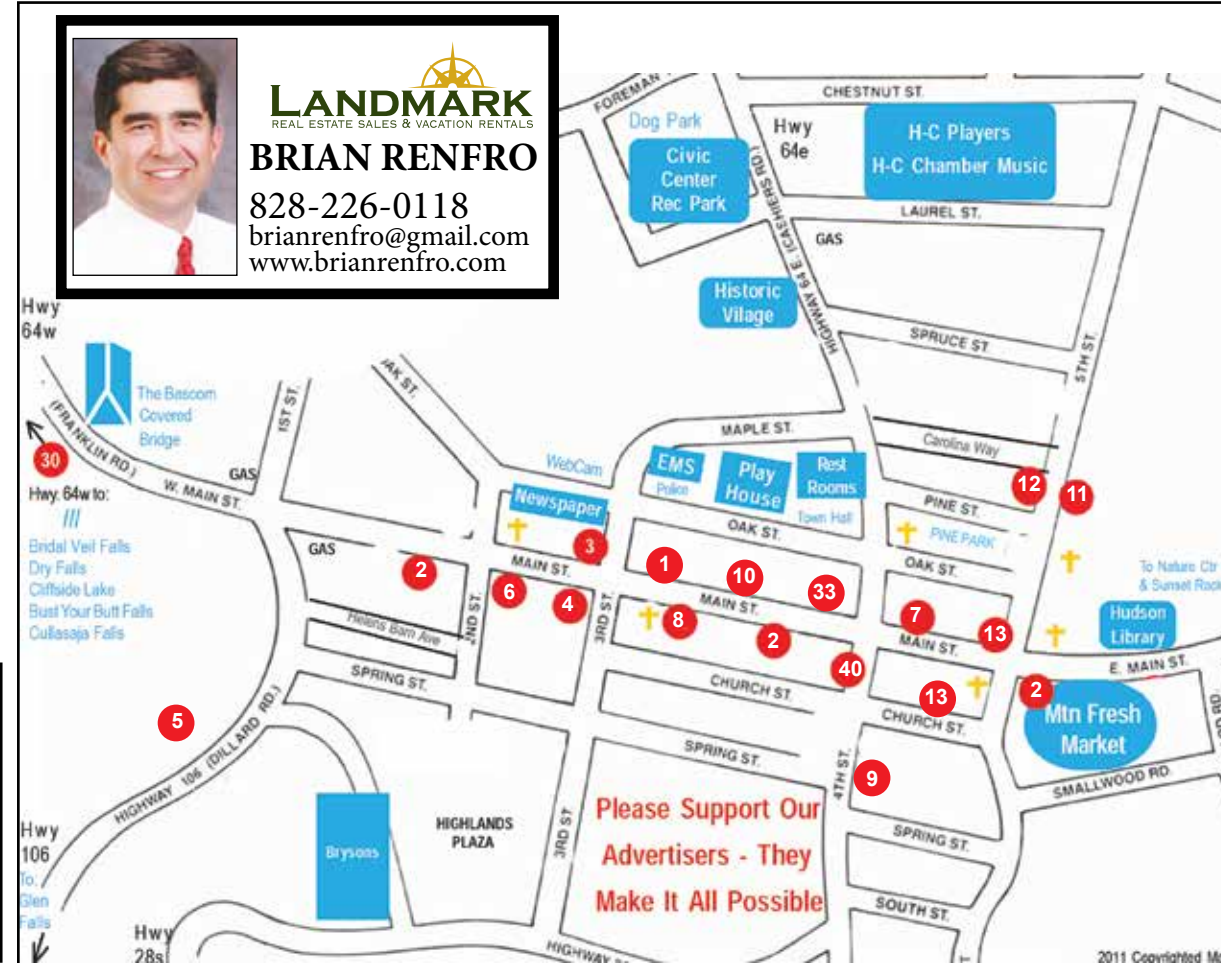 LANDMARK
REAL ESTATE SALES & VACATION RENTALS
BRIAN RENFRO
828-226-0118
brianrenfro@gmail.com
www.brianrenfro.com
FOREMAN
CHESTNUT ST.
Dog Park
Civic
Center
Rec Park
Hwy
64e
H-C Players
H-C Chamber Music
LAUREL ST.
GAS
HIGHWAY 64 E. (CASHIERS RD.)
Historic
Vilage
SPRUCE ST.
5TH ST.
Hwy
64w
The Bascom
Covered
Bridge
(FRANKLIN RD.)
30
1ST ST.
GAS
W. MAIN ST.
Hwy. 64w to:
Bridal Veil Falls
Dry Falls
Cliffside Lake
Bust Your Butt Falls
Cullasaja Falls
MAPLE ST.
Carolina Way
WebCam
EMS
Police
Play
House
Rest
Rooms
Town Hall
Newspaper
12
11
PINE ST.
PINE PARK
OAK ST.
OAK ST.
GAS
2
3
MAIN ST.
6
4
1
10
33
MAIN ST.
7
13
MAIN ST.
To Nature Ctr
& Sunset Rock
Hudson
Library
E. MAIN ST.
2ND ST.
3RD ST.
8
2
40
13
2
Mtn Fresh
Market
Helens Barn Ave
SPRING ST.
CHURCH ST.
CHURCH ST.
SMALLWOOD RD.
5
HIGHWAY 106 (DILLARD RD.)
SPRING ST.
4TH ST.
9
SPRING ST.
Please Support Our
Advertisers - They
Make It All Possible
HIGHLANDS
PLAZA
3RD ST
Brysons
Hwy
106
To:
Glen
Falls
SOUTH ST.
Hwy
28s
HIGHWAY
2011 Copyrighted